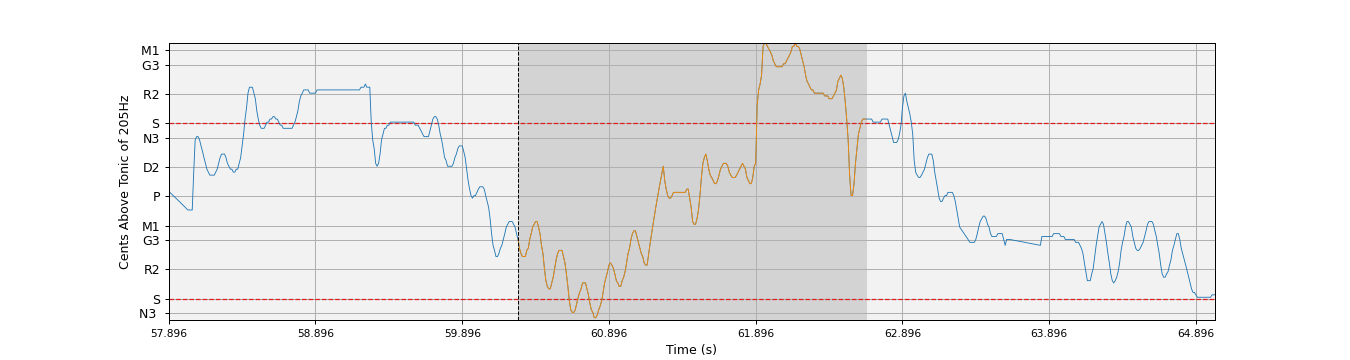 M1
G3
R2
S
N3
D2
P
M1
G3
R2
S
N3
Cents Above Tonic of 205Hz
57.896 58.896 59.896 60.896 61.896 62.896 63.896 64.896
Time (s)